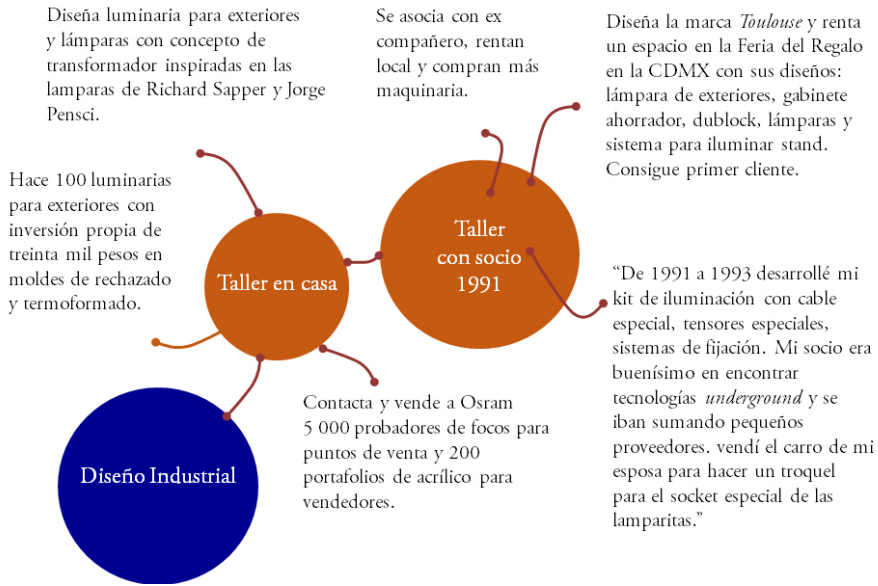 Diseña luminaria para exteriores
y lámparas con concepto de
transformador inspiradas en las
lamparas de Richard Sapper y Jorge
Pensci.
Se asocia con ex
compañero, rentan
local y compran más
maquinaria.
Diseña la marca Toulouse y renta
un espacio en la Feria del Regalo
en la CDMX con sus diseños:
lámpara de exteriores, gabinete
ahorrador, dublock, lámparas y
sistema para iluminar stand.
Consigue primer cliente.
Hace 100 luminarias
para exteriores con
inversión propia de
treinta mil pesos en
moldes de rechazado
y termoformado.
Taller en casa
Taller
con socio
1991
"De 1991 a 1993 desarrollé mi
kit de iluminación con cable
especial, tensores especiales,
sistemas de fijación. Mi socio era
buenísimo en encontrar
tecnologías underground y se
iban sumando pequeños
proveedores. vendí el carro de mi
esposa para hacer un troquel
para el socket especial de las
lamparitas."
Contacta y vende a Osram
5 000 probadores de focos para
puntos de venta y 200
portafolios de acrílico para
vendedores.
Diseño Industrial